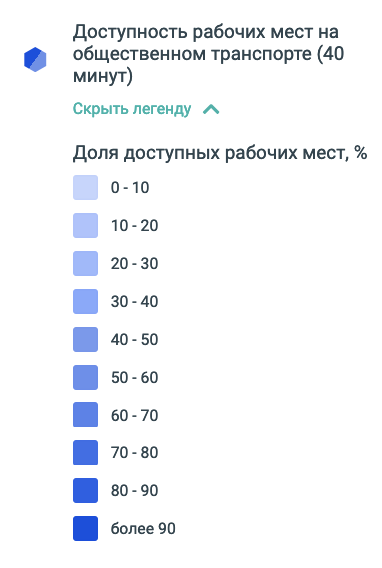 Доступность рабочих мест на
общественном транспорте (40
минут)
Скрыть легенду
Доля доступных рабочих мест, %
0 - 10
10 - 20
20 - 30
30 - 40
40 - 50
50 - 60
60 - 70
70 - 80
80 - 90
более 90